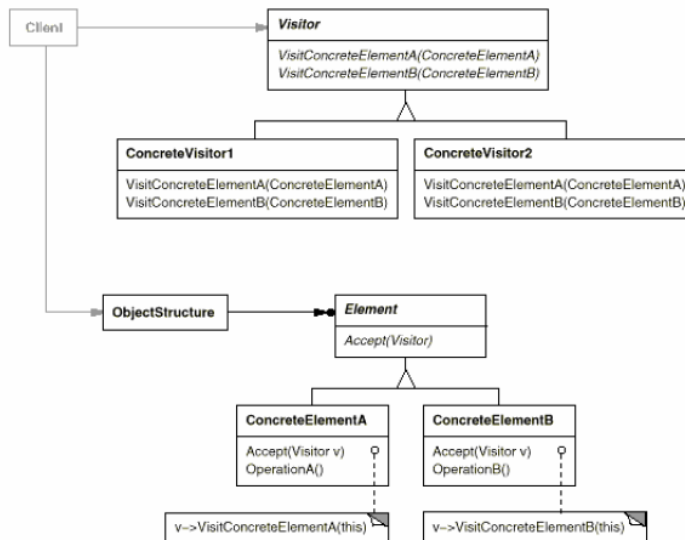 Client
Visitor
VisitConcreteElementA(ConcreteElementA)
VisitConcreteElementB(ConcreteElementB)
ConcreteVisitor1
VisitConcreteElementA(ConcreteElementA)
VisitConcreteElementB(ConcreteElementB)
ConcreteVisitor2
VisitConcreteElementA(ConcreteElementA)
VisitConcreteElementB(ConcreteElementB)
ObjectStructure
Element
Accept(Visitor)
ConcreteElementA
Accept(Visitor v)
OperationA()
ConcreteElementB
Accept(Visitor v)
OperationB()
v->VisitConcreteElementA(this)
v->VisitConcreteElementB(this)